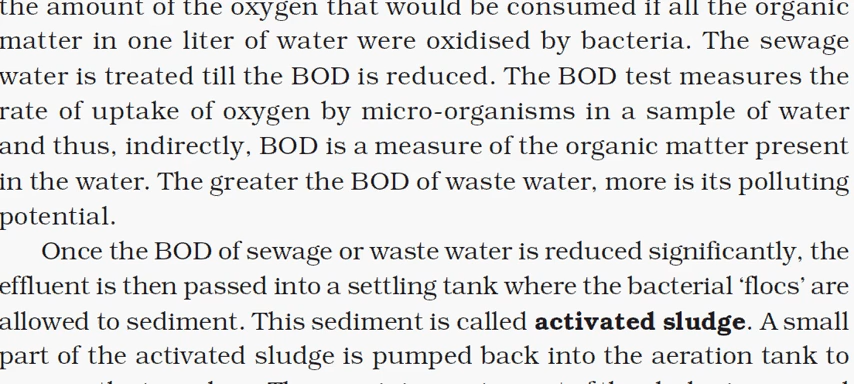 the amount of the oxygen that would be consumed if all the organic
matter in one liter of water were oxidised by bacteria. The sewage
water is treated till the BOD is reduced. The BOD test measures the
rate of uptake of oxygen by micro-organisms in a sample of water
and thus, indirectly, BOD is a measure of the organic matter present
in the water. The greater the BOD of waste water, more is its polluting
potential.
Once the BOD of sewage or waste water is reduced significantly, the
effluent is then passed into a settling tank where the bacterial ‘flocs’ are
allowed to sediment. This sediment is called activated sludge. A small
part of the activated sludge is pumped back into the aeration tank to